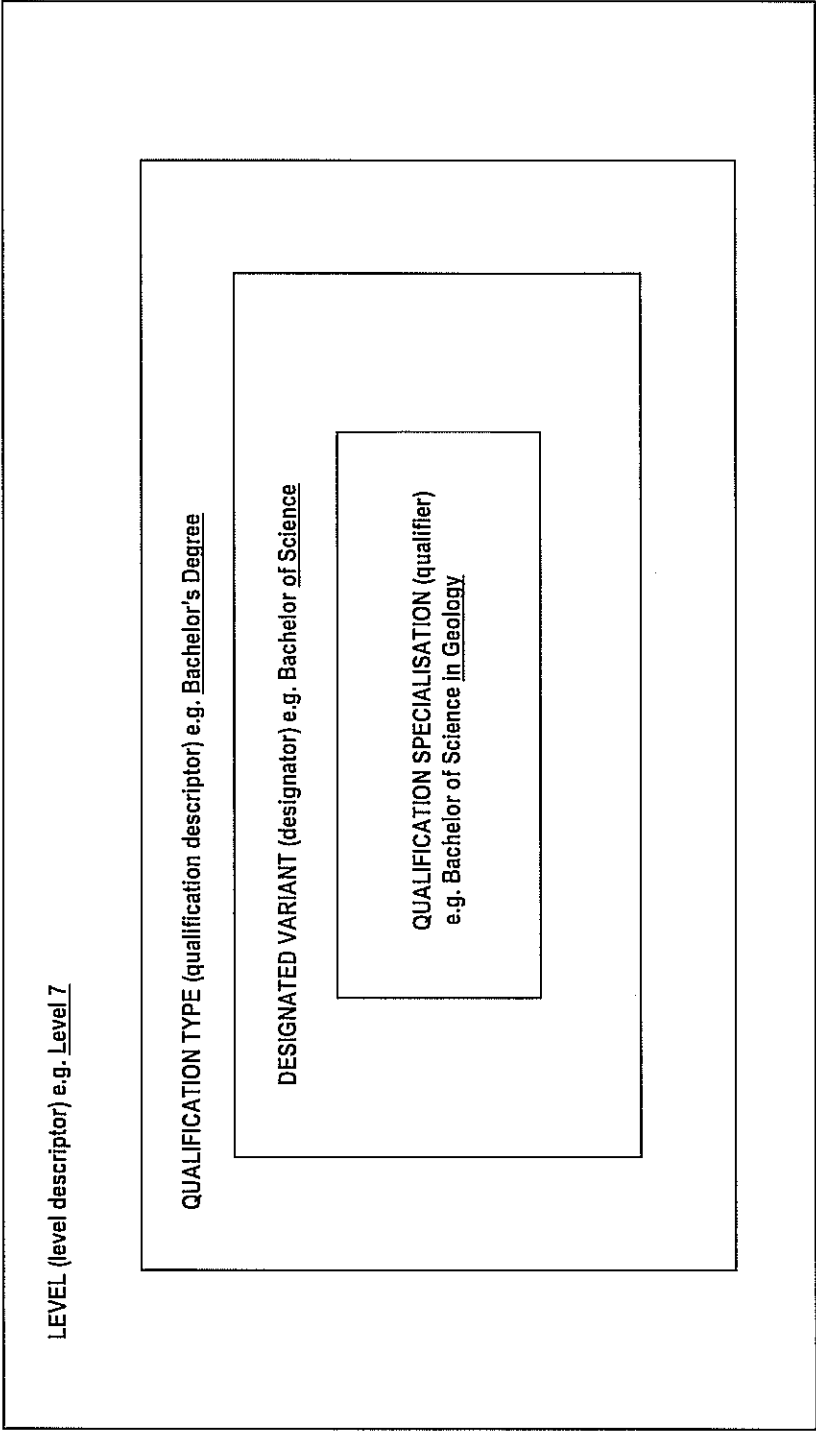 LEVEL (level descriptor) e.g. Level 7
QUALIFICATION TYPE (qualification descriptor) e.g. Bachelor's Degree
DESIGNATED VARIANT (designator) e.g. Bachelor of Science
QUALIFICATION SPECIALISATION (qualifier)
e.g. Bachelor of Science in Geology